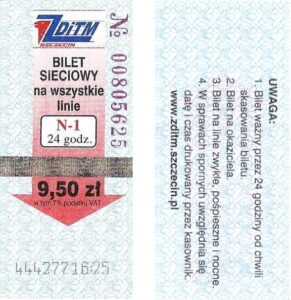 ZDiTM
SZCZECIN
№ 00805625
BILET
SIECIOWY
na wszystkie
linie
N-1
24 godz.
9,50 zł
w tym 7% podatku VAT
4442771625
UWAGA:
1. Bilet ważny przez 24 godziny od chwili
skasowania biletu.
2. Bilet na okaziciela.
3. Bilet na linie zwykłe, pospieszne i nocne.
4. W sprawach spornych uwzględnia się
datę i czas drukowany przez kasownik.
www.zditm.szczecin.pl